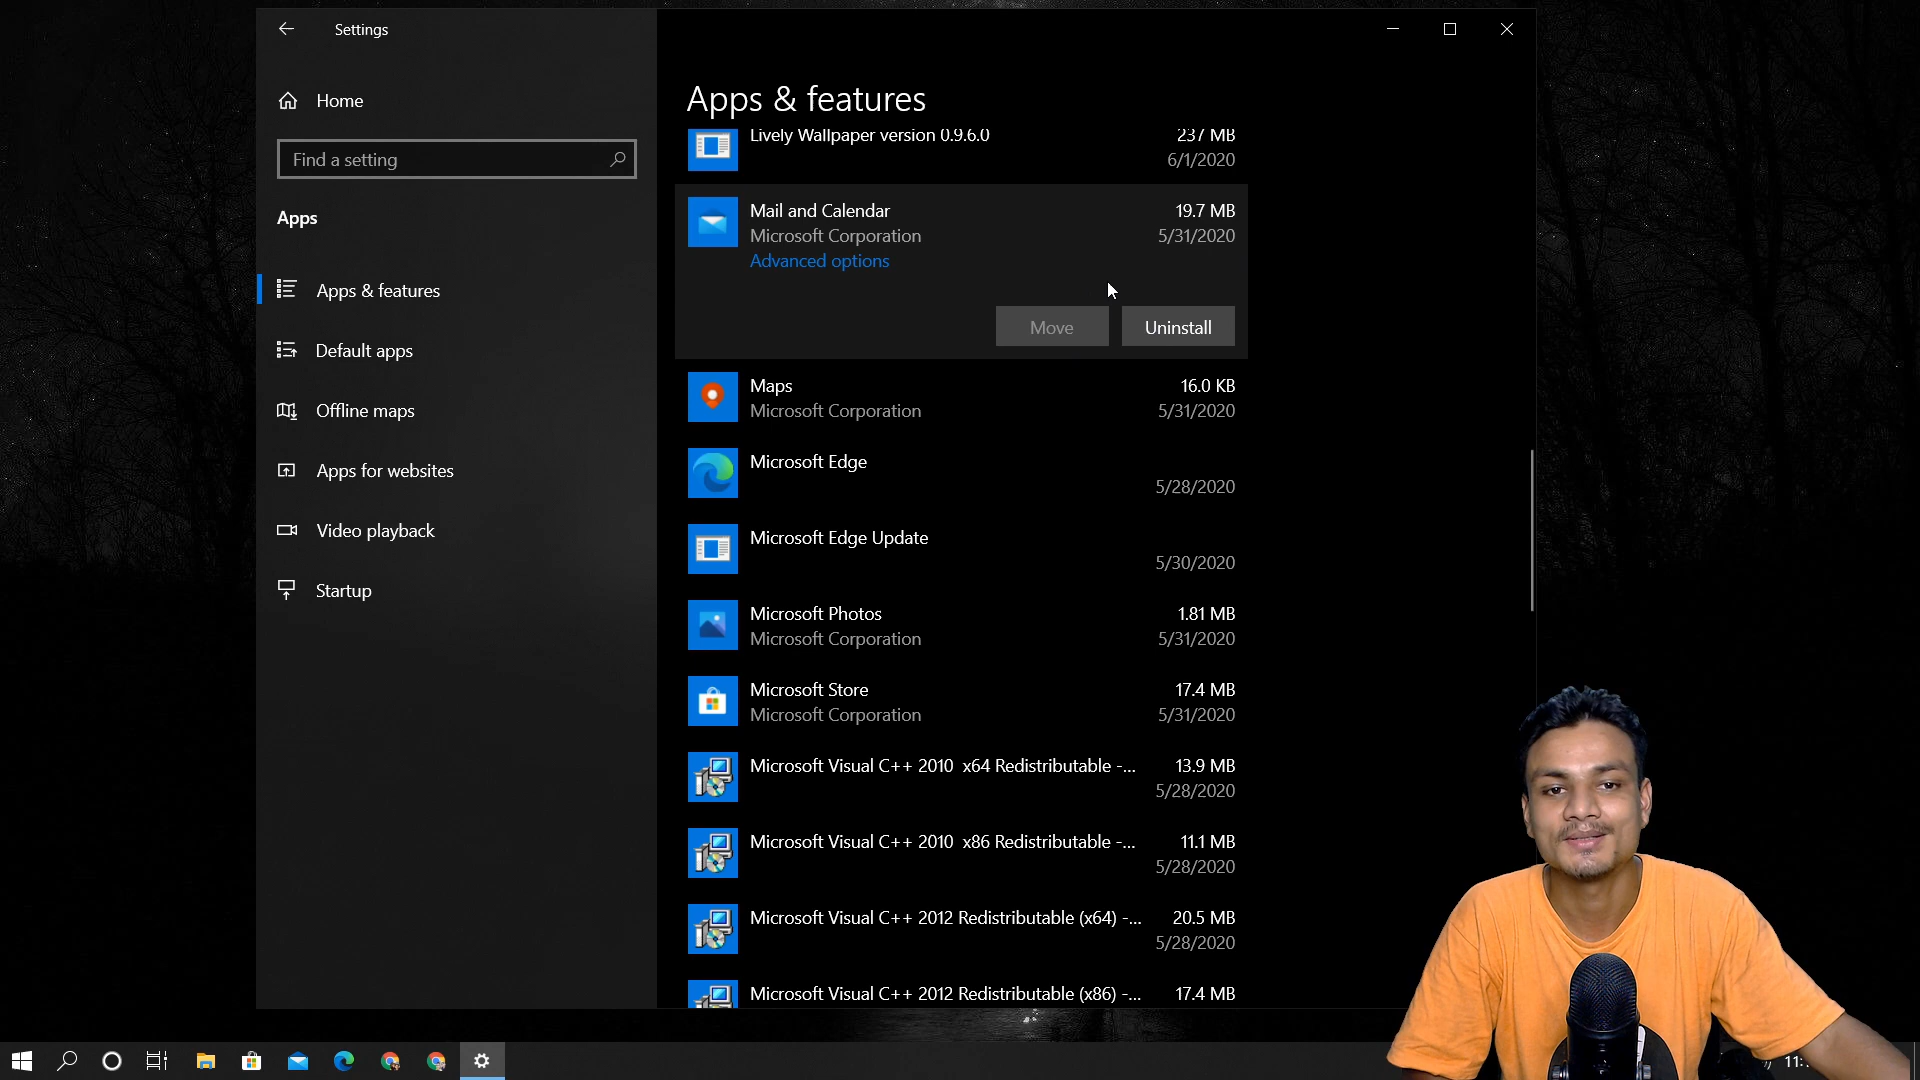 Settings
Home
Find a setting
Apps
Apps & features
Default apps
Offline maps
Apps for websites
Video playback
Startup
Apps & features
Lively Wallpaper version 0.9.6.0 237 MB
6/1/2020
Mail and Calendar 19.7 MB
Microsoft Corporation 5/31/2020
Advanced options
Move Uninstall
Maps 16.0 KB
Microsoft Corporation 5/31/2020
Microsoft Edge
5/28/2020
Microsoft Edge Update
5/30/2020
Microsoft Photos 1.81 MB
Microsoft Corporation 5/31/2020
Microsoft Store 17.4 MB
Microsoft Corporation 5/31/2020
Microsoft Visual C++ 2010 x64 Redistributable -... 13.9 MB
5/28/2020
Microsoft Visual C++ 2010 x86 Redistributable -... 11.1 MB
5/28/2020
Microsoft Visual C++ 2012 Redistributable (x64) -... 20.5 MB
5/28/2020
Microsoft Visual C++ 2012 Redistributable (x86) -... 17.4 MB